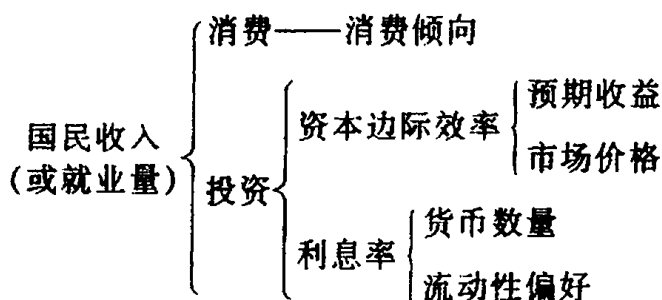 消费——消费倾向
预期收益
资本边际效率
市场价格
国民收入
(或就业量)
投资
货币数量
利息率
流动性偏好